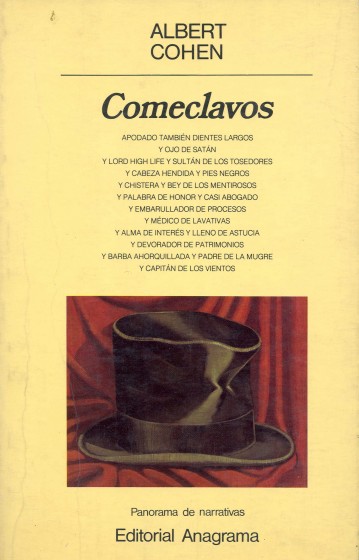 ALBERT
COHEN
Comeclavos
APODADO TAMBIÉN DIENTES LARGOS
Y OJO DE SATÁN
Y LORD HIGH LIFE Y SULTÁN DE LOS TOSEDORES
Y CABEZA HENDIDA Y PIES NEGROS
Y CHISTERA Y BEY DE LOS MENTIROSOS
Y PALABRA DE HONOR Y CASI ABOGADO
Y EMBARULLADOR DE PROCESOS
Y MÉDICO DE LAVATIVAS
Y ALMA DE INTERÉS Y LLENO DE ASTUCIA
Y DEVORADOR DE PATRIMONIOS
Y BARBA AHORQUILLADA Y PADRE DE LA MUGRE
Y CAPITÁN DE LOS VIENTOS
Panorama de narrativas
Editorial Anagrama